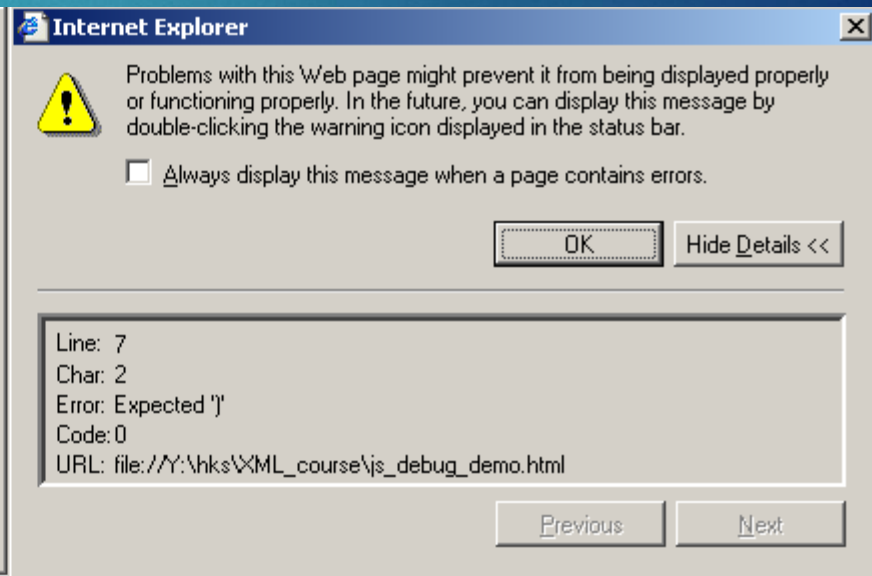 Internet Explorer
Problems with this Web page might prevent it from being displayed properly
or functioning properly. In the future, you can display this message by
double-clicking the warning icon displayed in the status bar.
Always display this message when a page contains errors.
OK
Hide Details <<
Line: 7
Char: 2
Error: Expected ')'
Code: 0
URL: file://Y:\hks\XML_course\js_debug_demo.html
Previous
Next